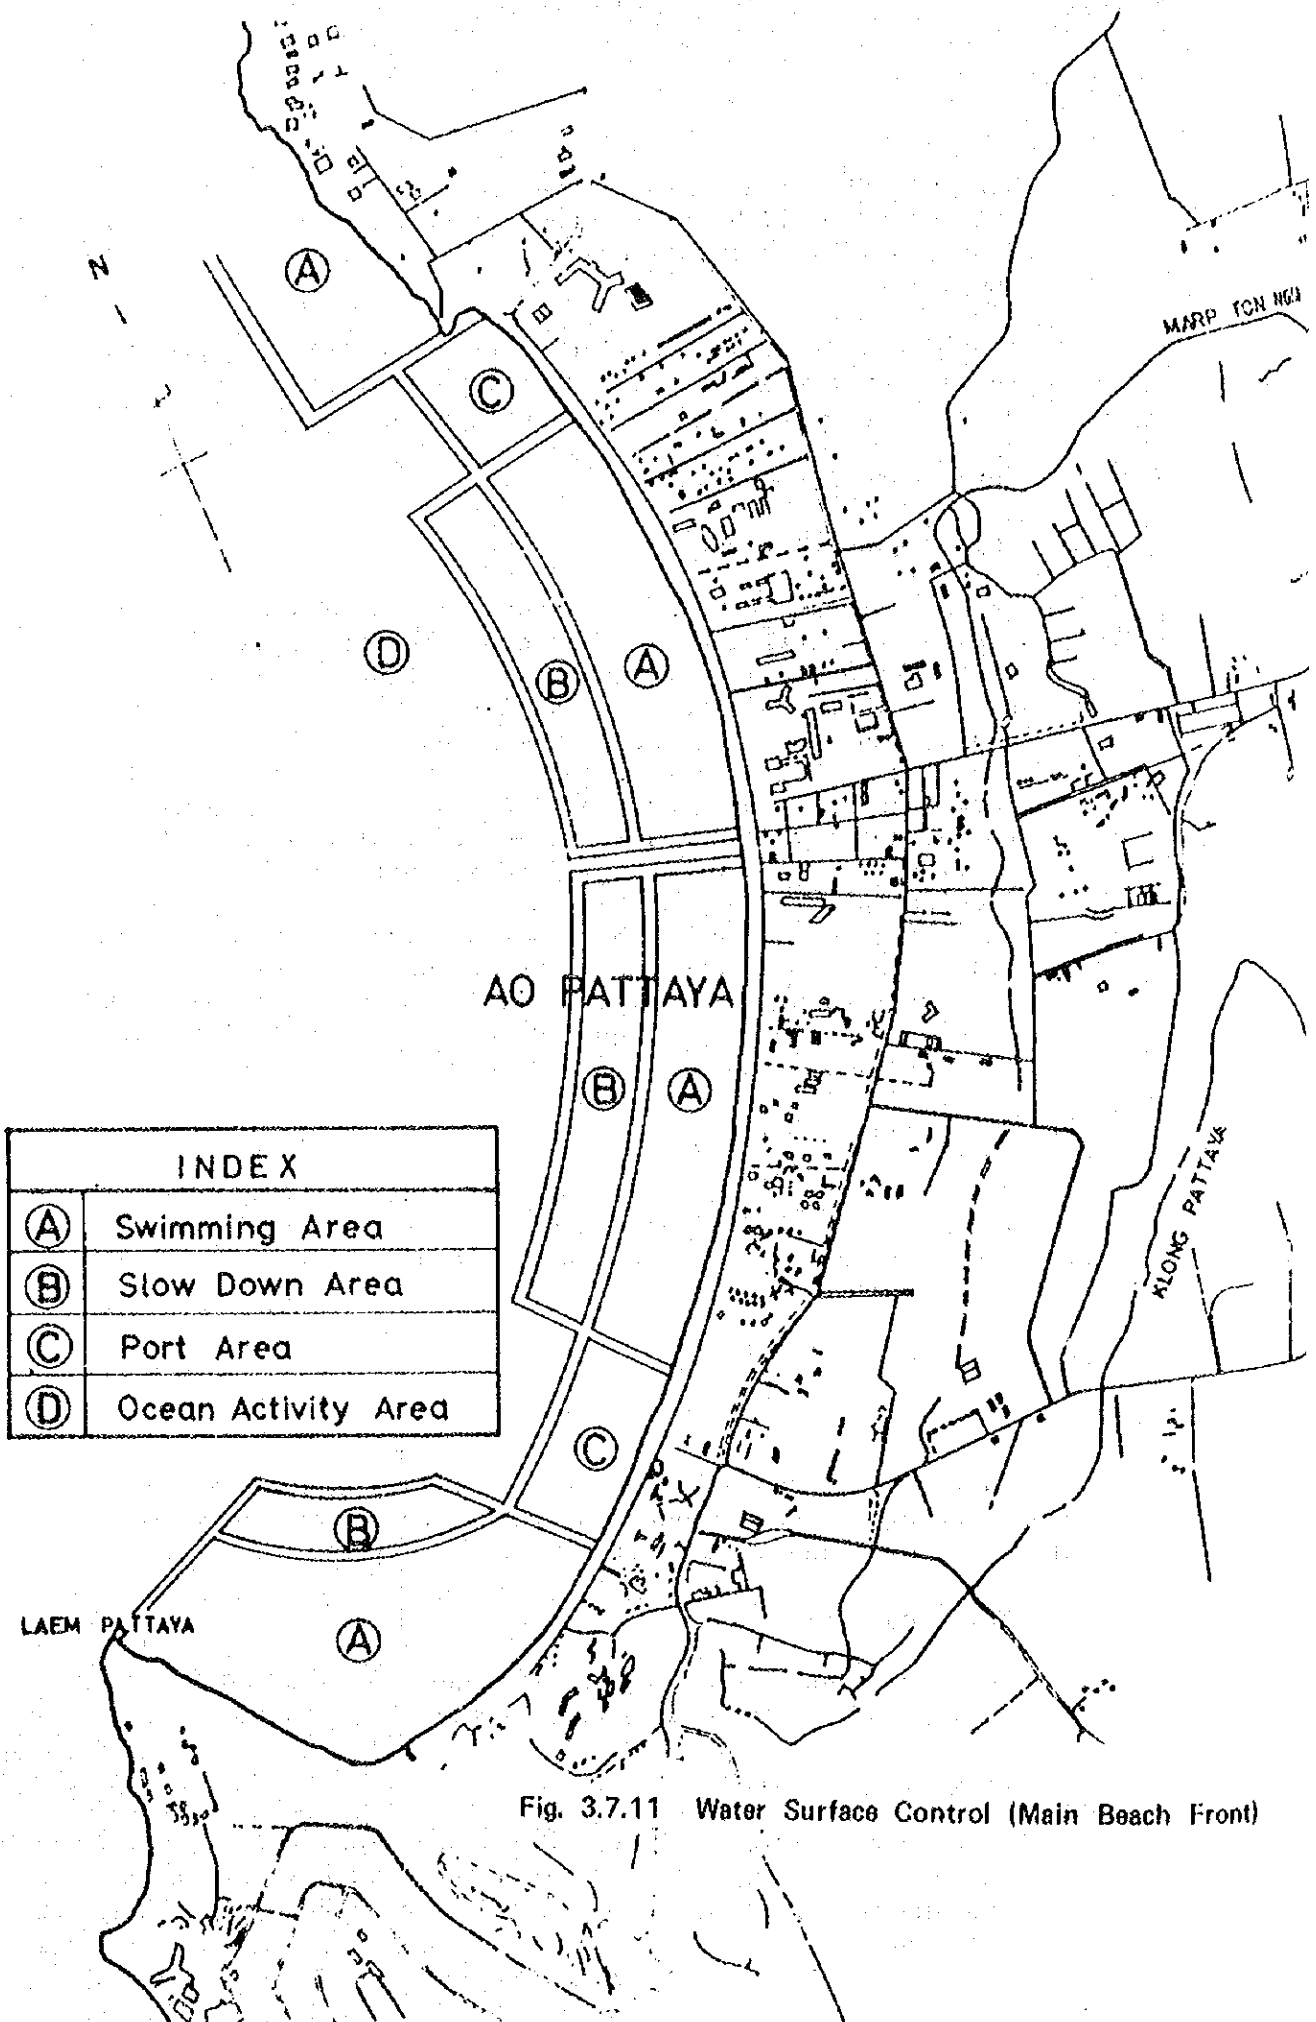 N
A
MARP TON NGU
C
D
B
A
AO PATTAYA
B
A
INDEX
A Swimming Area
B Slow Down Area
C Port Area
D Ocean Activity Area
KLONG PATTAYA
C
B
LAEM PATTAYA
A
Fig. 3.7.11 Water Surface Control (Main Beach Front)